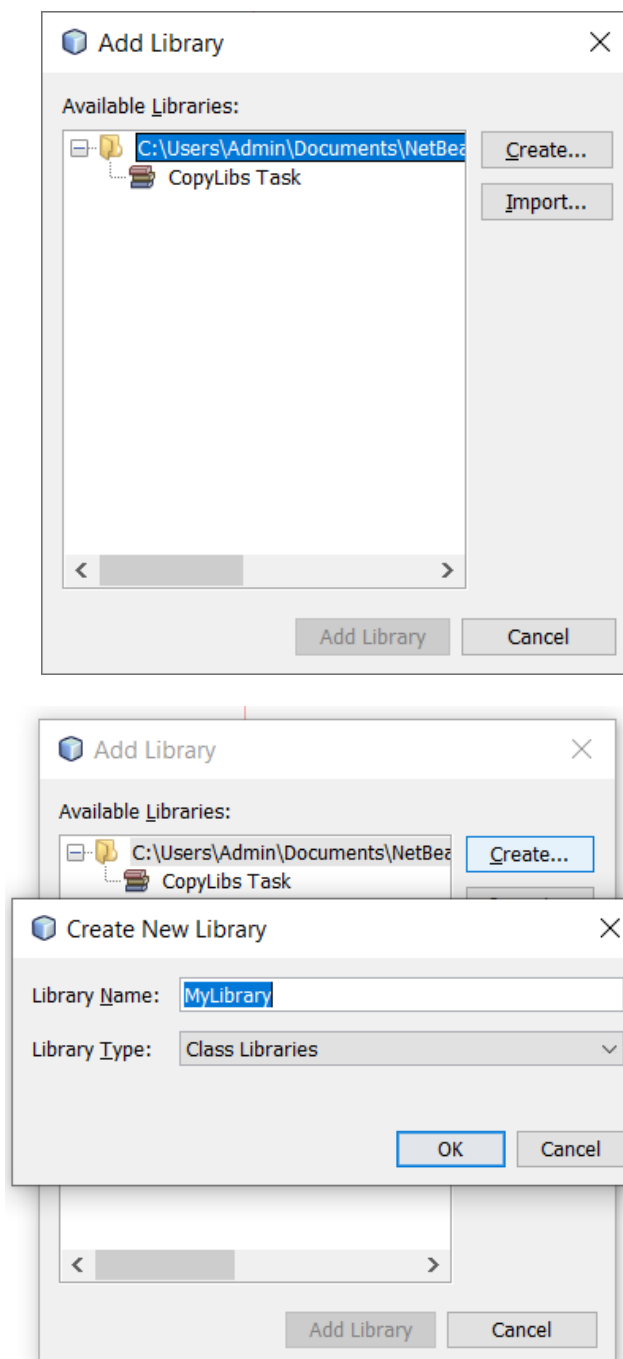 Add Library
Available Libraries:
C:\Users\Admin\Documents\NetBea
Create...
CopyLibs Task
Import...
Add Library Cancel
Add Library
Available Libraries:
C:\Users\Admin\Documents\NetBea
Create...
CopyLibs Task
Create New Library
Library Name: MyLibrary
Library Type: Class Libraries
OK Cancel
Add Library Cancel